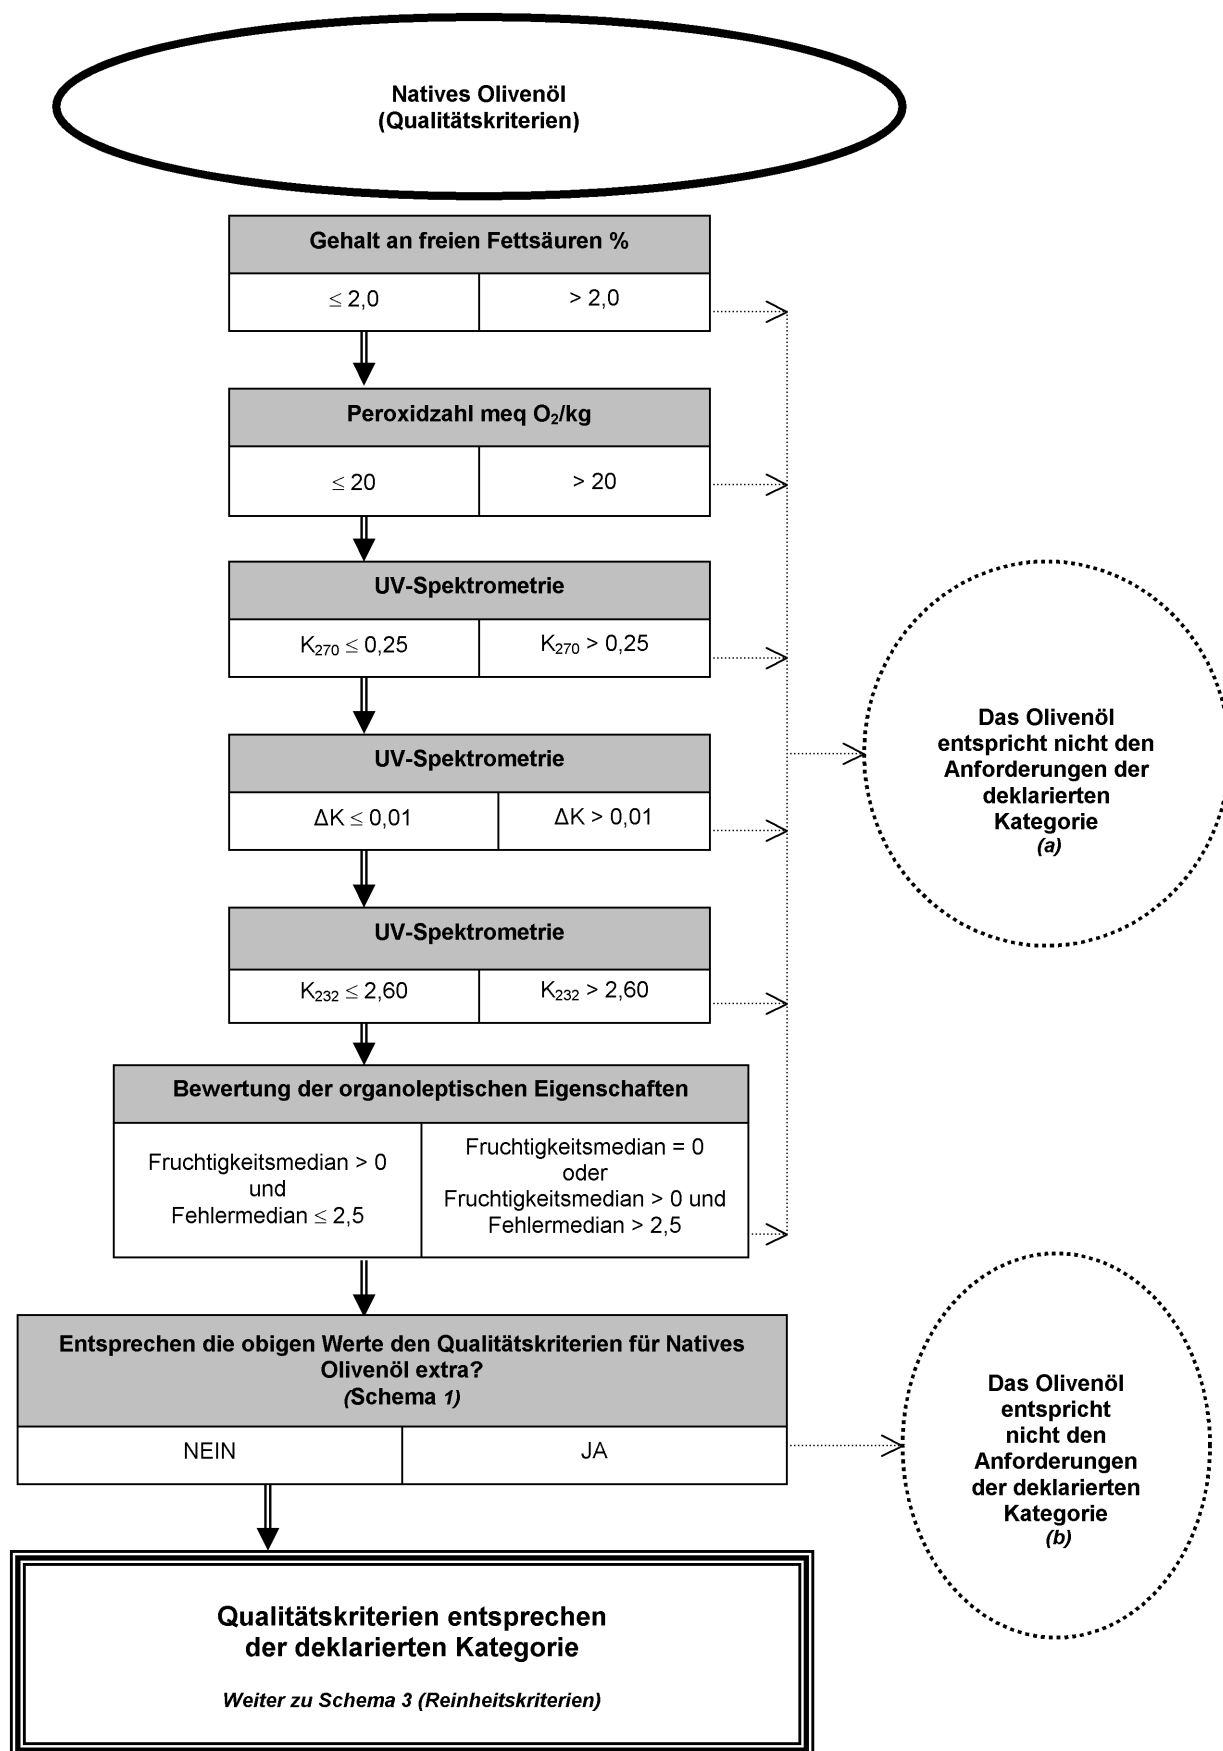 Natives Olivenöl
(Qualitätskriterien)
Gehalt an freien Fettsäuren %
≤ 2,0
> 2,0
Peroxidzahl meq O₂/kg
≤ 20
> 20
UV-Spektrometrie
K₂₇₀ ≤ 0,25
K₂₇₀ > 0,25
UV-Spektrometrie
ΔK ≤ 0,01
ΔK > 0,01
UV-Spektrometrie
K₂₃₂ ≤ 2,60
K₂₃₂ > 2,60
Das Olivenöl
entspricht nicht den
Anforderungen der
deklarierten
Kategorie
(a)
Bewertung der organoleptischen Eigenschaften
Fruchtigkeitsmedian > 0
und
Fehlermedian ≤ 2,5
Fruchtigkeitsmedian = 0
oder
Fruchtigkeitsmedian > 0 und
Fehlermedian > 2,5
Entsprechen die obigen Werte den Qualitätskriterien für Natives
Olivenöl extra?
(Schema 1)
NEIN
JA
Das Olivenöl
entspricht
nicht den
Anforderungen
der deklarierten
Kategorie
(b)
Qualitätskriterien entsprechen
der deklarierten Kategorie
Weiter zu Schema 3 (Reinheitskriterien)